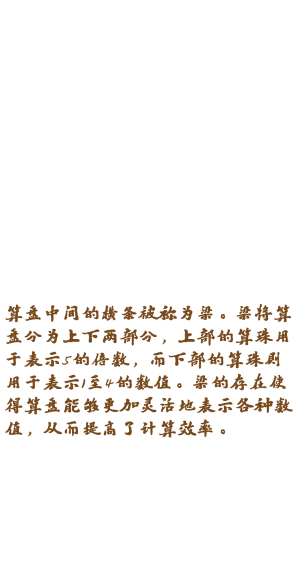 算盘中间的横条被称为梁。梁将算
盘分为上下两部分，上部的算珠用
于表示5的倍数，而下部的算珠则
用于表示1至4的数值。梁的存在使
得算盘能够更加灵活地表示各种数
值，从而提高了计算效率。